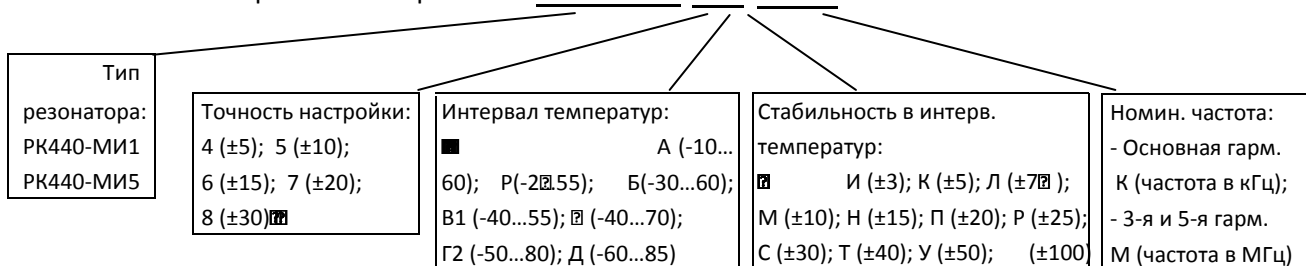 Тип
резонатора:
РК440-МИ1
РК440-МИ5
Точность настройки:
4 (±5); 5 (±10);
6 (±15); 7 (±20);
8 (±30)
Интервал температур:
А (-10...
60); Б(-30...60);
В1 (-40...55); (-40...70);
Г2 (-50...80); Д (-60...85)
Стабильность в интерв.
температур:
И (±3); К (±5); Л (±7 );
М (±10); Н (±15); П (±20); Р (±25);
С (±30); Т (±40); У (±50); (±100)
Номин. частота:
- Основная гарм.
К (частота в кГц);
- 3-я и 5-я гарм.
М (частота в МГц)